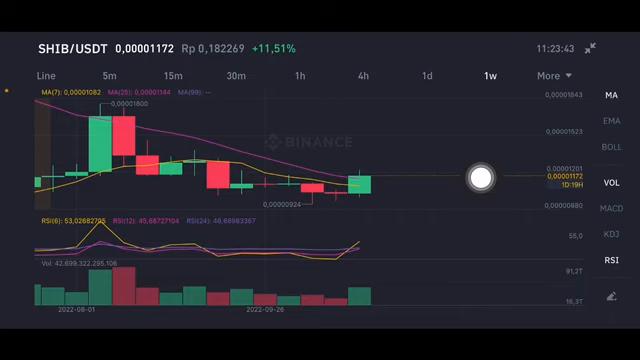 SHIB/USDT 0,00001172 Rp 0,182269 +11,51% 11:23:43
Line 5m 15m 30m 1h 4h 1d 1w More
MA(7): 0,00001082 MA(25): 0,00001144 MA(99): --
0,00001843
MA
0,00001800
EMA
0,00001523
BINANCE
BOLL
0,00001201
0,00001172
1D:19H
VOL
0,00000924
0,00000880
MACD
RSI(6): 53,02682795 RSI(12): 45,68727104 RSI(24): 46,68983367
55,0
KDJ
Vol: 42.699.322.295.106
RSI
91,2T
16,3T
2022-08-01 2022-09-26